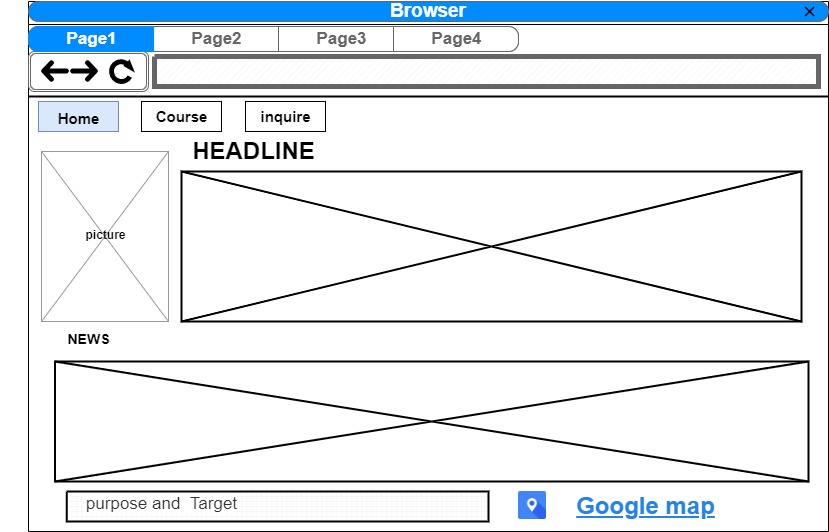 Browser
Page1 Page2 Page3 Page4
Home Course inquire
HEADLINE
picture
NEWS
purpose and Target
Google map